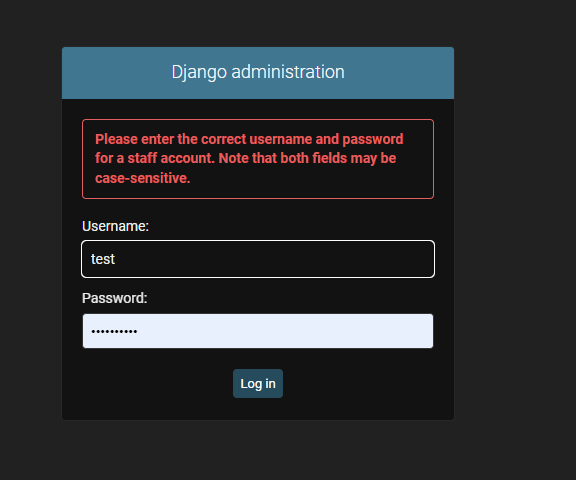 Django administration
Please enter the correct username and password
for a staff account. Note that both fields may be
case-sensitive.
Username:
test
Password:
••••••••••
Log in